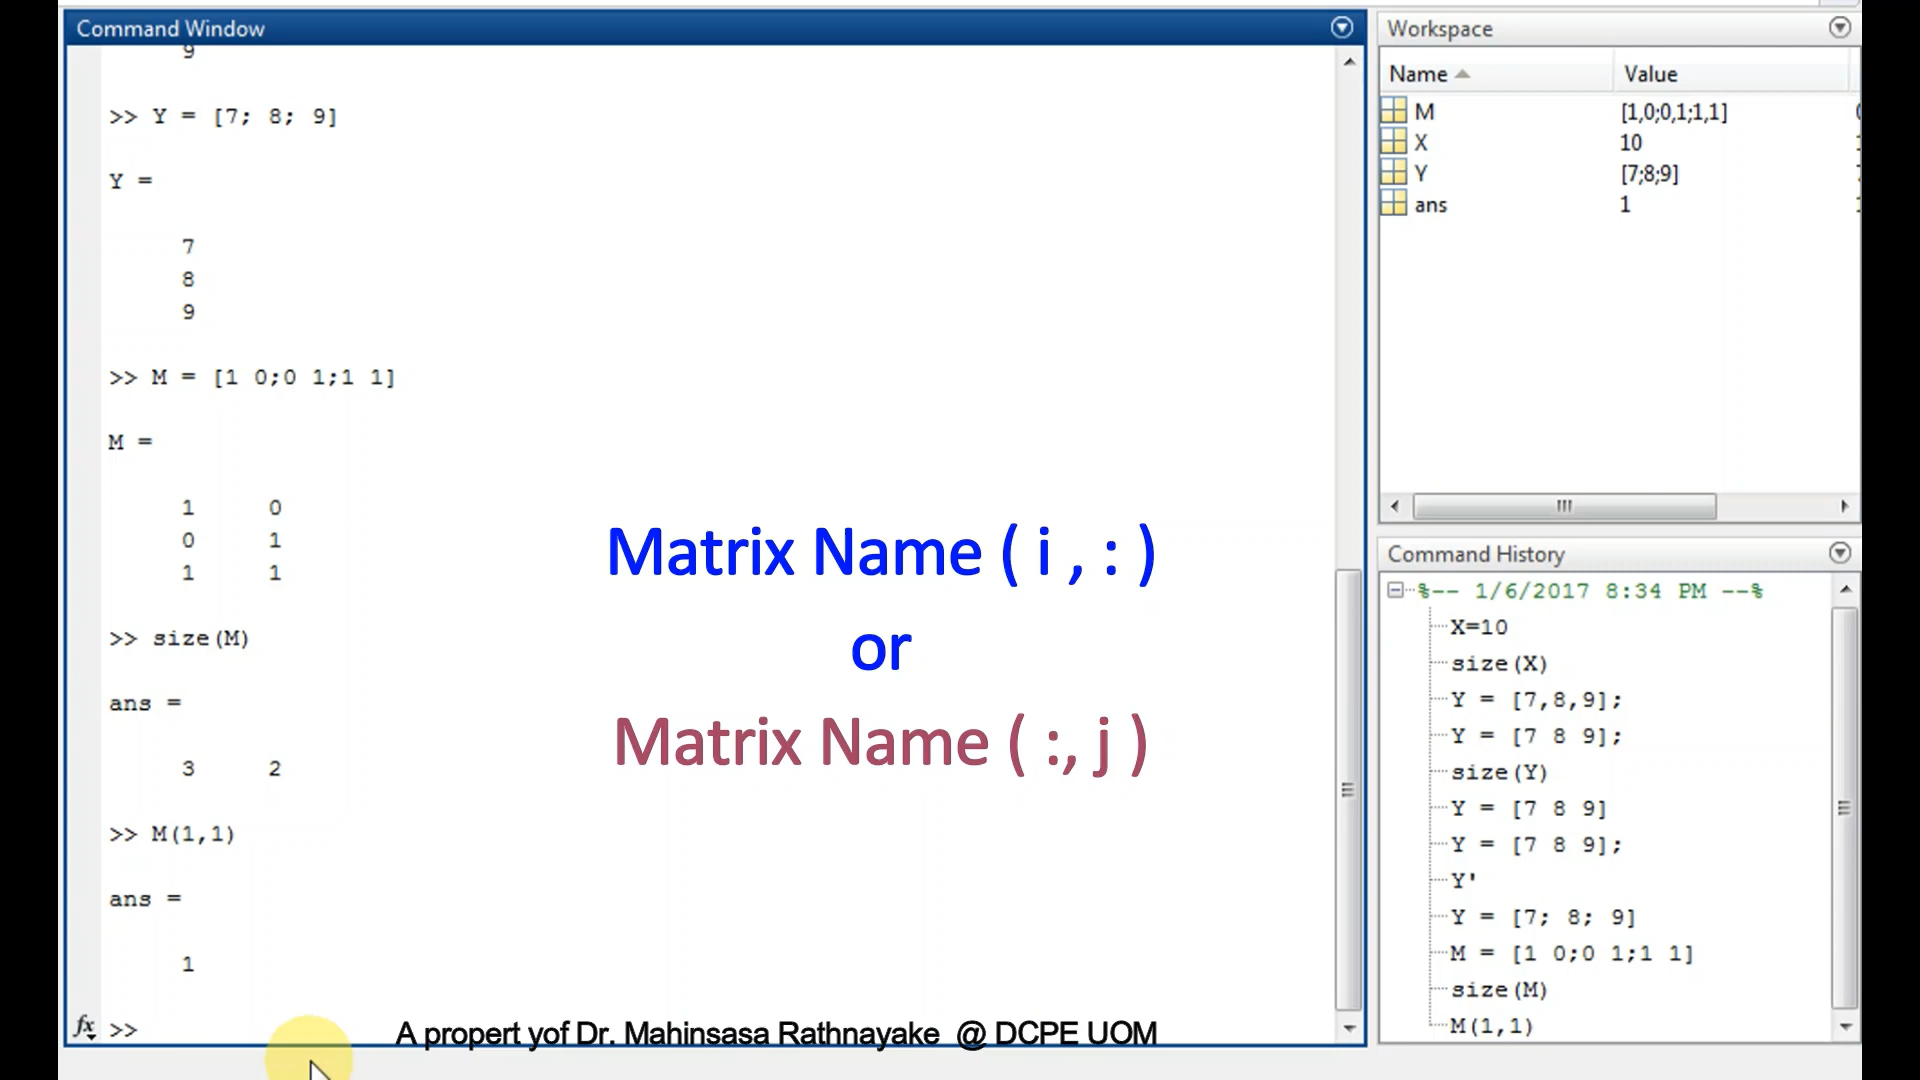 Command Window
9
>> Y = [7; 8; 9]
Y =
7
8
9
>> M = [1 0;0 1;1 1]
M =
1 0
0 1
1 1
>> size(M)
ans =
3 2
>> M(1,1)
ans =
1
fx >>
Matrix Name ( i , : )
or
Matrix Name ( :, j )
A propert yof Dr. Mahinsasa Rathnayake @ DCPE UOM
Workspace
Name Value
M [1,0;0,1;1,1]
X 10
Y [7;8;9]
ans 1
Command History
%-- 1/6/2017 8:34 PM --%
X=10
size(X)
Y = [7,8,9];
Y = [7 8 9];
size(Y)
Y = [7 8 9]
Y = [7 8 9];
Y'
Y = [7; 8; 9]
M = [1 0;0 1;1 1]
size(M)
M(1,1)